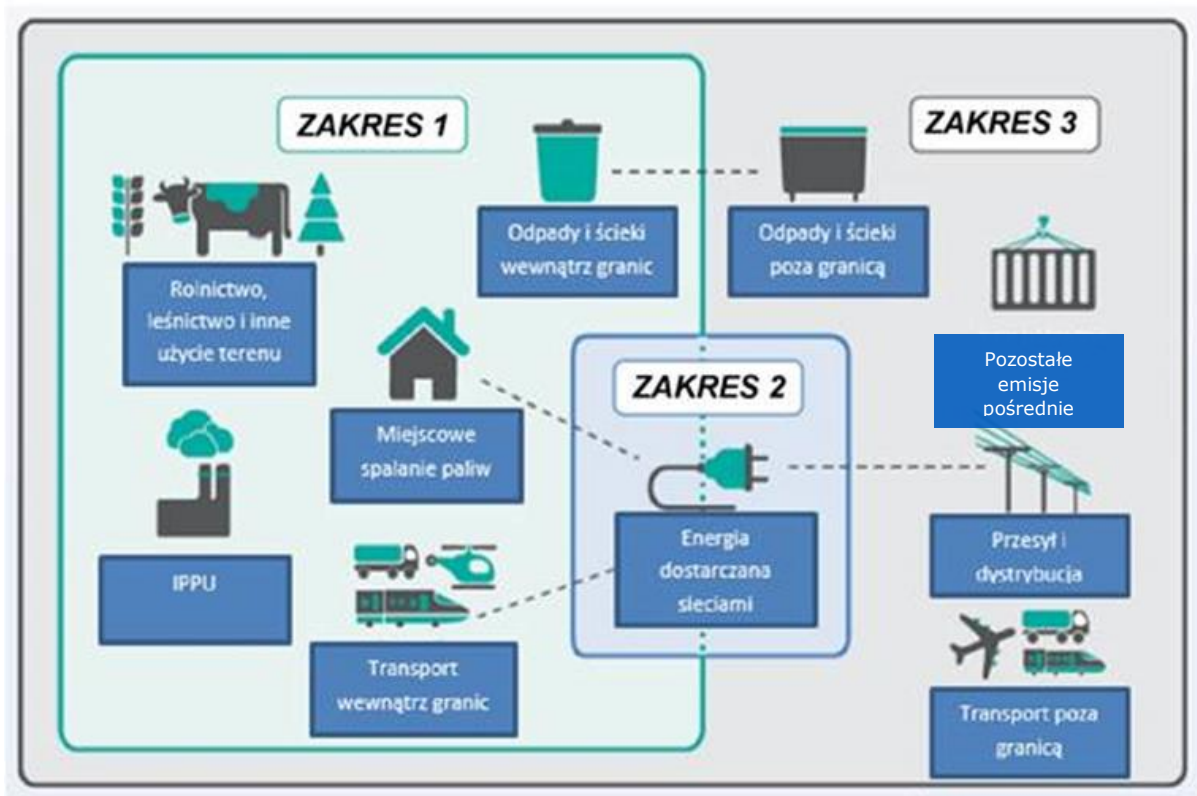 ZAKRES 1
ZAKRES 3
Odpady i ścieki
wewnątrz granic
Odpady i ścieki
poza granicą
Rolnictwo,
leśnictwo i inne
użycie terenu
Pozostałe
emisje
pośrednie
ZAKRES 2
Miejscowe
spalanie paliw
IPPU
Energia
dostarczana
sieciami
Przesył i
dystrybucja
Transport
wewnątrz granic
Transport poza
granicą